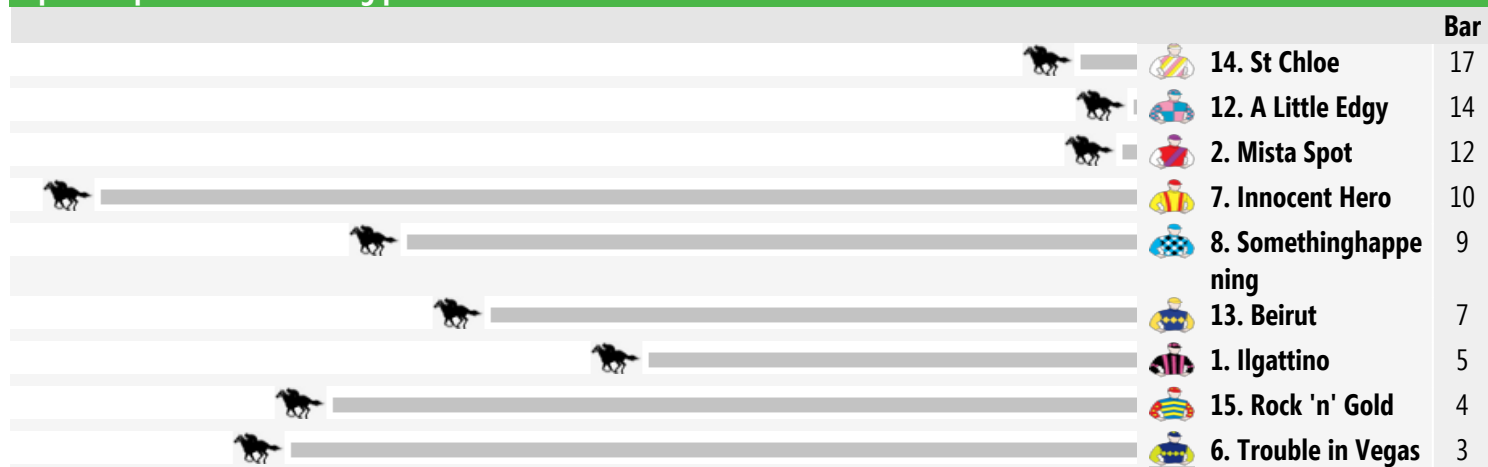 Bar
14. St Chloe 17
12. A Little Edgy 14
2. Mista Spot 12
7. Innocent Hero 10
8. Somethinghappe 9
ning
13. Beirut 7
1. Ilgattino 5
15. Rock 'n' Gold 4
6. Trouble in Vegas 3